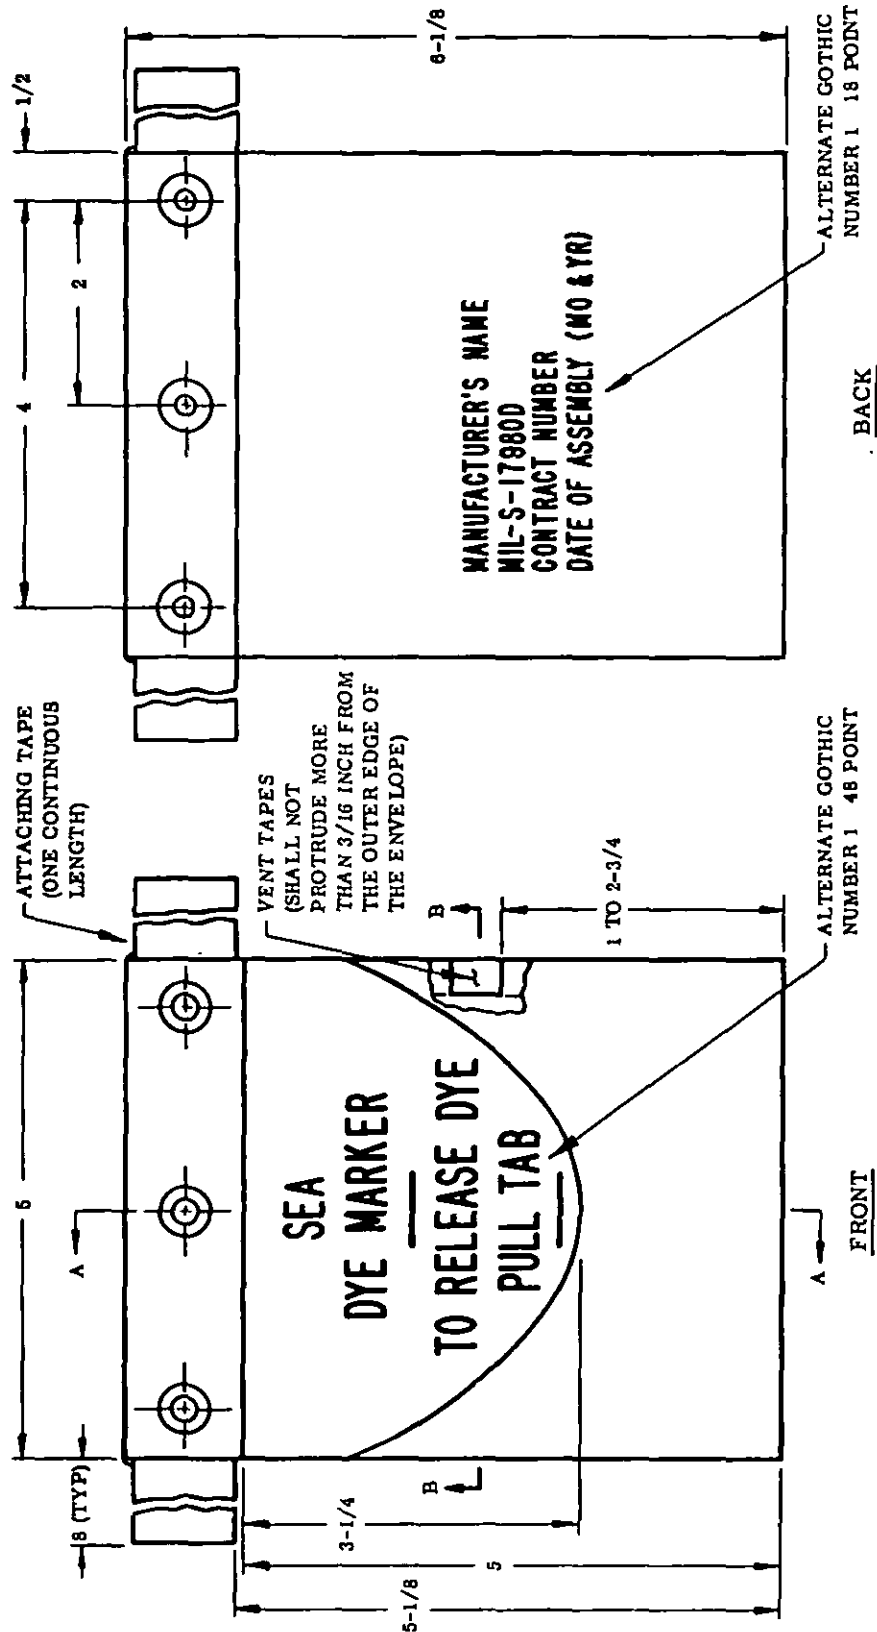 ATTACHING TAPE
(ONE CONTINUOUS
LENGTH)
5
A
8 (TYP)
SEA
DYE MARKER
TO RELEASE DYE
PULL TAB
VENT TAPES
(SHALL NOT
PROTRUDE MORE
THAN 3/16 INCH FROM
THE OUTER EDGE OF
THE ENVELOPE)
B
B
3-1/4
5
5-1/8
1 TO 2-3/4
A
ALTERNATE GOTHIC
NUMBER 1 48 POINT
FRONT
1/2
4
2
6-1/8
MANUFACTURER'S NAME
MIL-S-17980D
CONTRACT NUMBER
DATE OF ASSEMBLY (MO & YR)
ALTERNATE GOTHIC
NUMBER 1 18 POINT
BACK